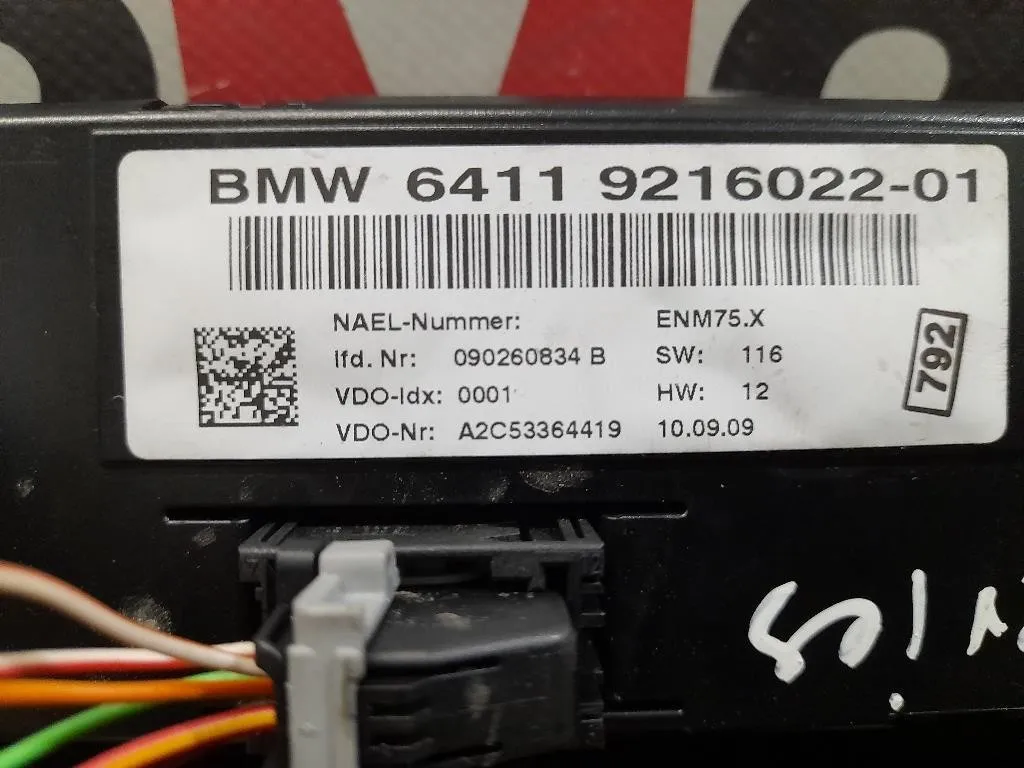 BMW 6411 9216022-01
NAEL-Nummer: ENM75.X
lfd. Nr: 090260834 B SW: 116
VDO-Idx: 0001 HW: 12
VDO-Nr: A2C53364419 10.09.09
792